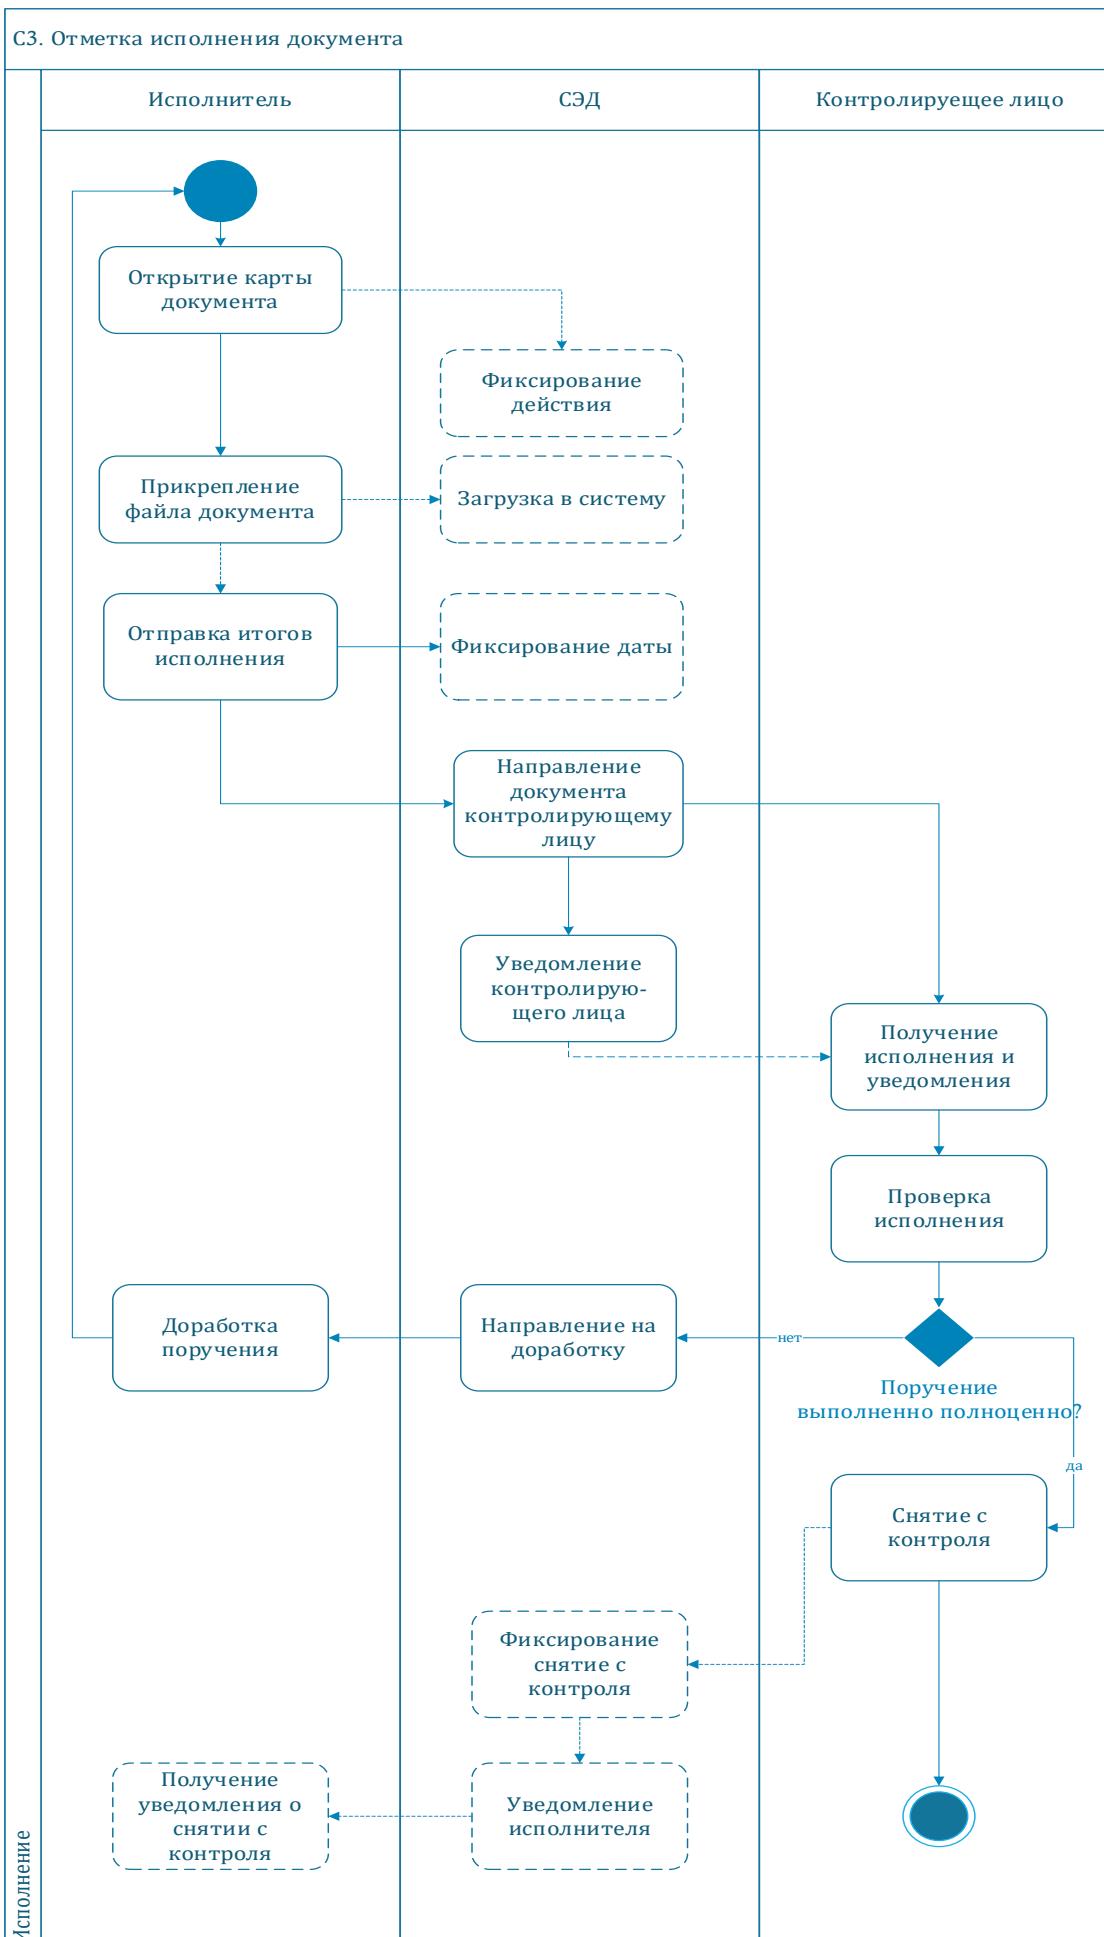 С3. Отметка исполнения документа
Исполнитель
СЭД
Контролируещее лицо
Открытие карты
документа
Фиксирование
действия
Прикрепление
файла документа
Загрузка в систему
Отправка итогов
исполнения
Фиксирование даты
Направление
документа
контролирующему
лицу
Уведомление
контролирую-
щего лица
Получение
исполнения и
уведомления
Проверка
исполнения
Доработка
поручения
Направление на
доработку
нет
Поручение
выполненно полноценно?
да
Снятие с
контроля
Фиксирование
снятие с
контроля
Получение
уведомления о
снятии с
контроля
Уведомление
исполнителя
Исполнение